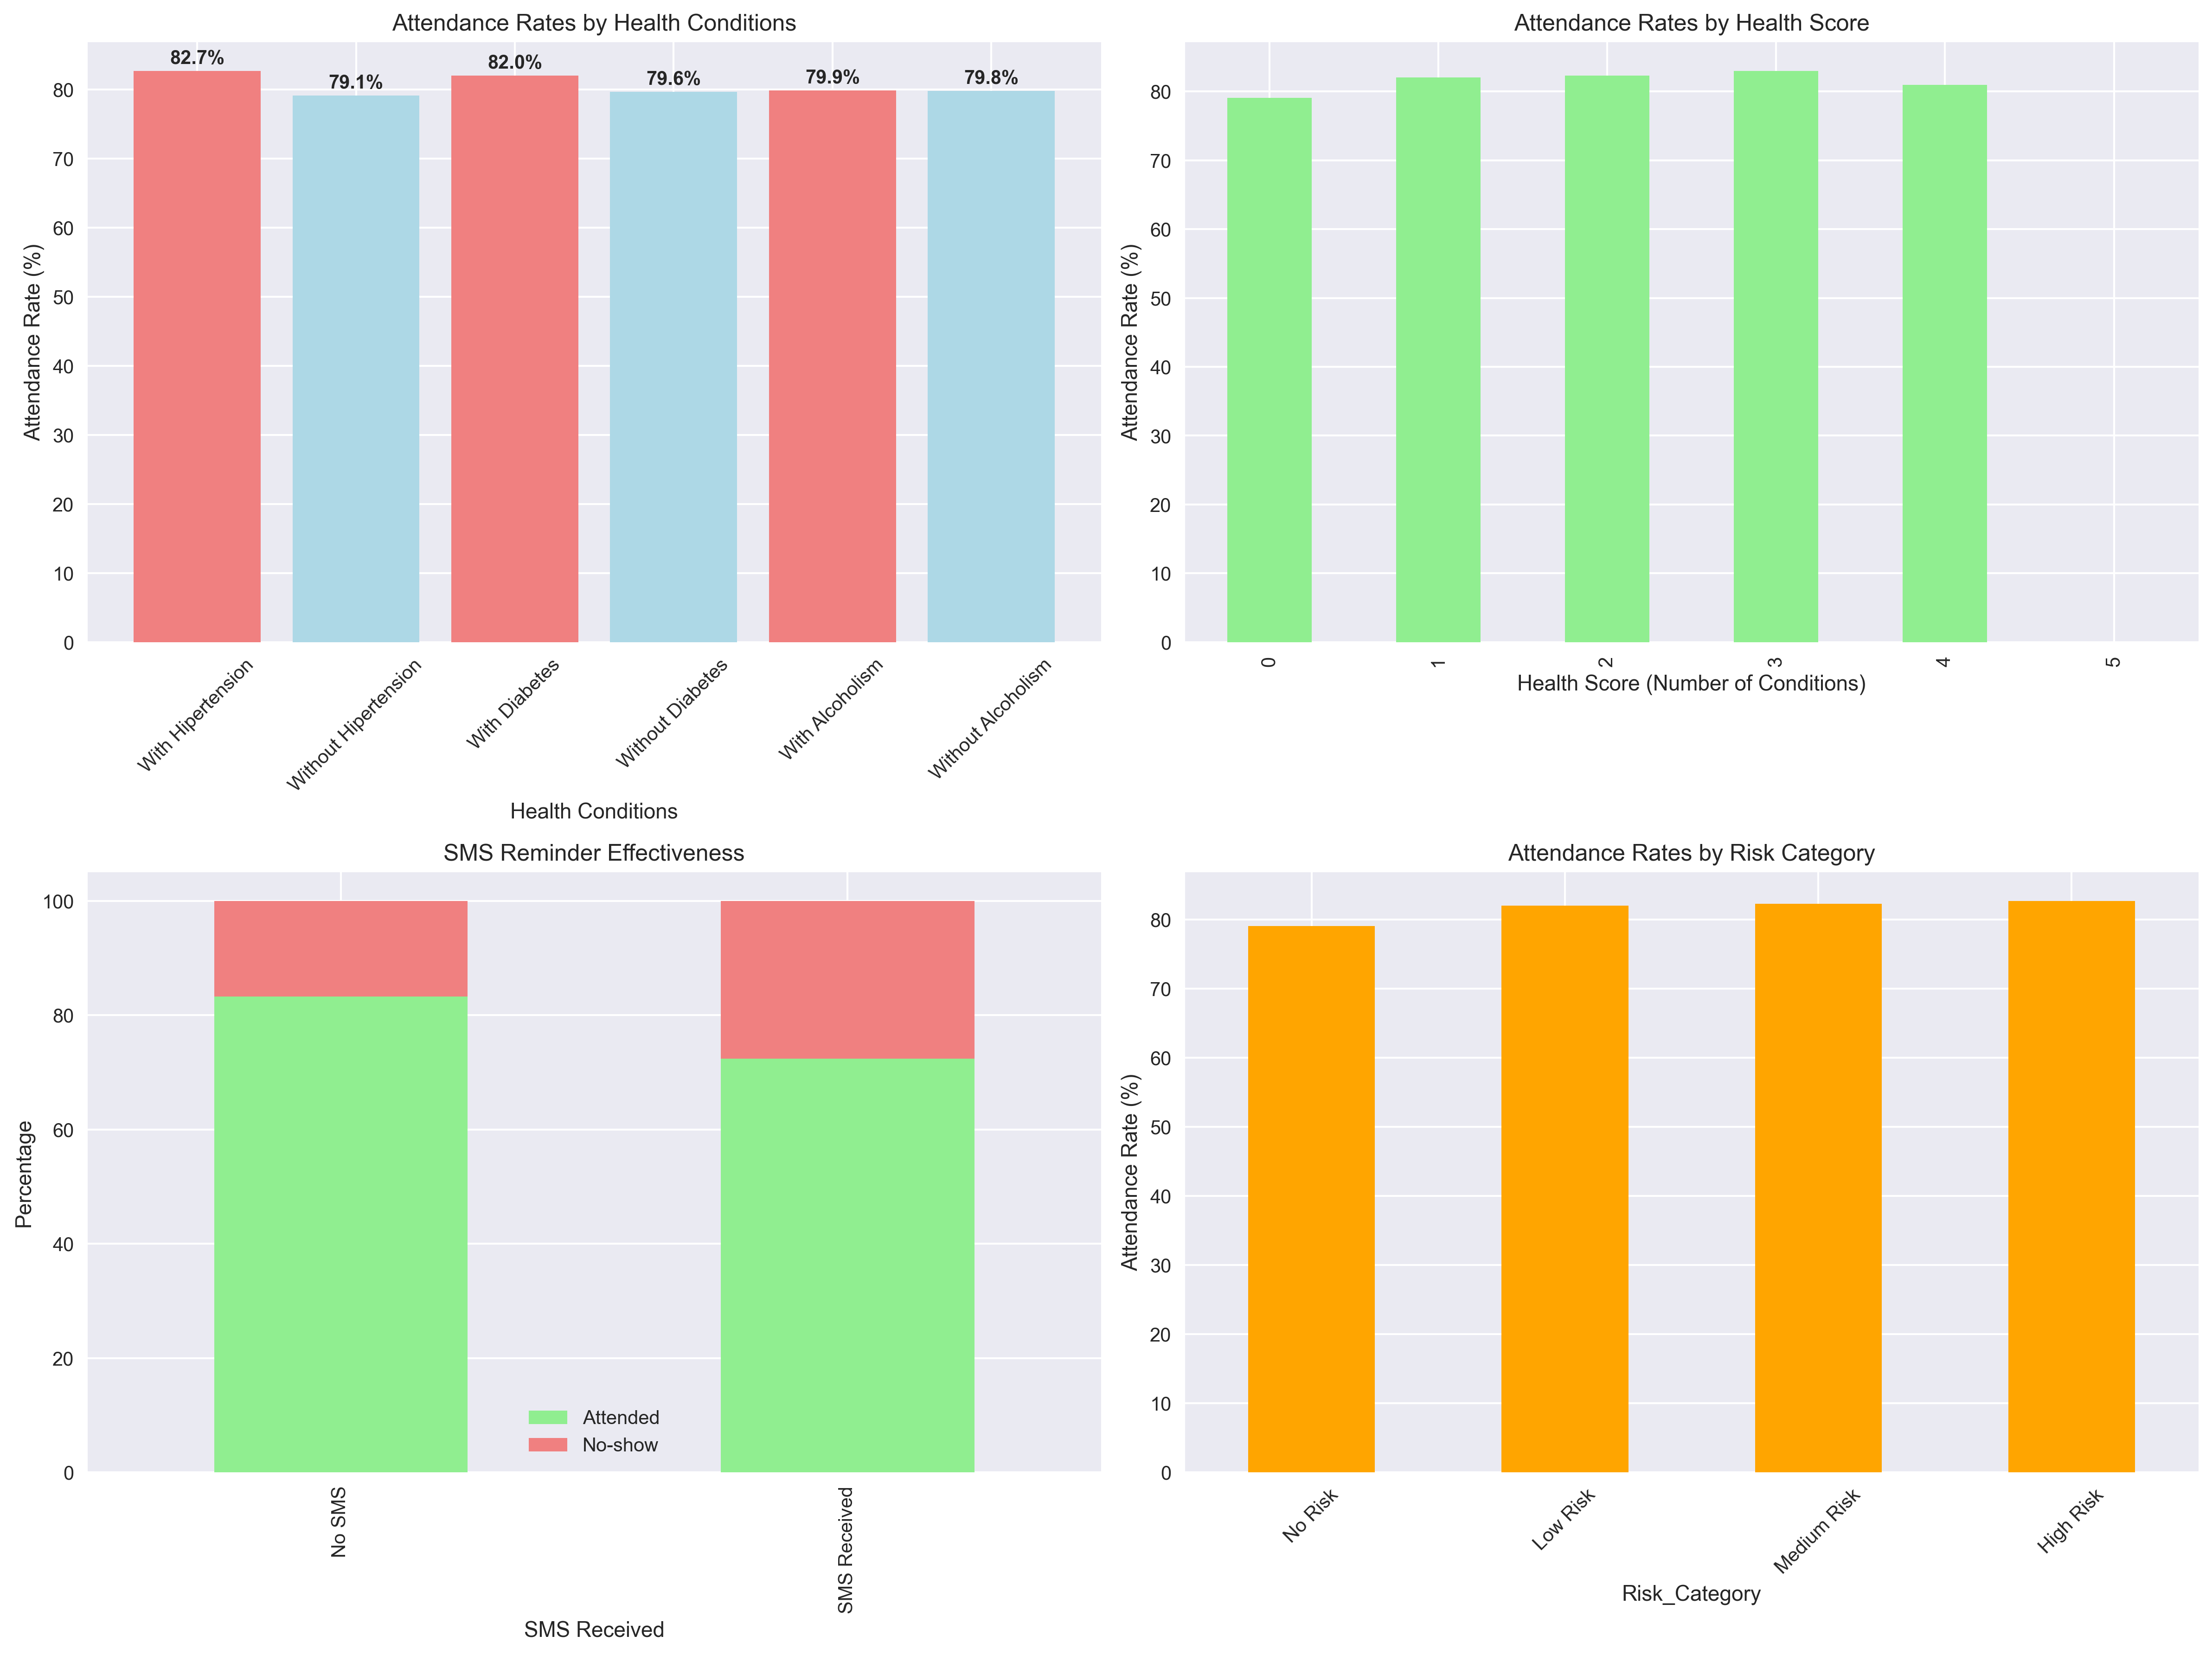 Attendance Rates by Health Conditions
82.7%
79.1%
82.0%
79.6%
79.9%
79.8%
Attendance Rate (%)
80
70
60
50
40
30
20
10
0
With Hipertension
Without Hipertension
With Diabetes
Without Diabetes
With Alcoholism
Without Alcoholism
Health Conditions
Attendance Rates by Health Score
Attendance Rate (%)
80
70
60
50
40
30
20
10
0
0
1
2
3
4
5
Health Score (Number of Conditions)
SMS Reminder Effectiveness
Percentage
100
80
60
40
20
0
Attended
No-show
No SMS
SMS Received
SMS Received
Attendance Rates by Risk Category
Attendance Rate (%)
80
70
60
50
40
30
20
10
0
No Risk
Low Risk
Medium Risk
High Risk
Risk_Category